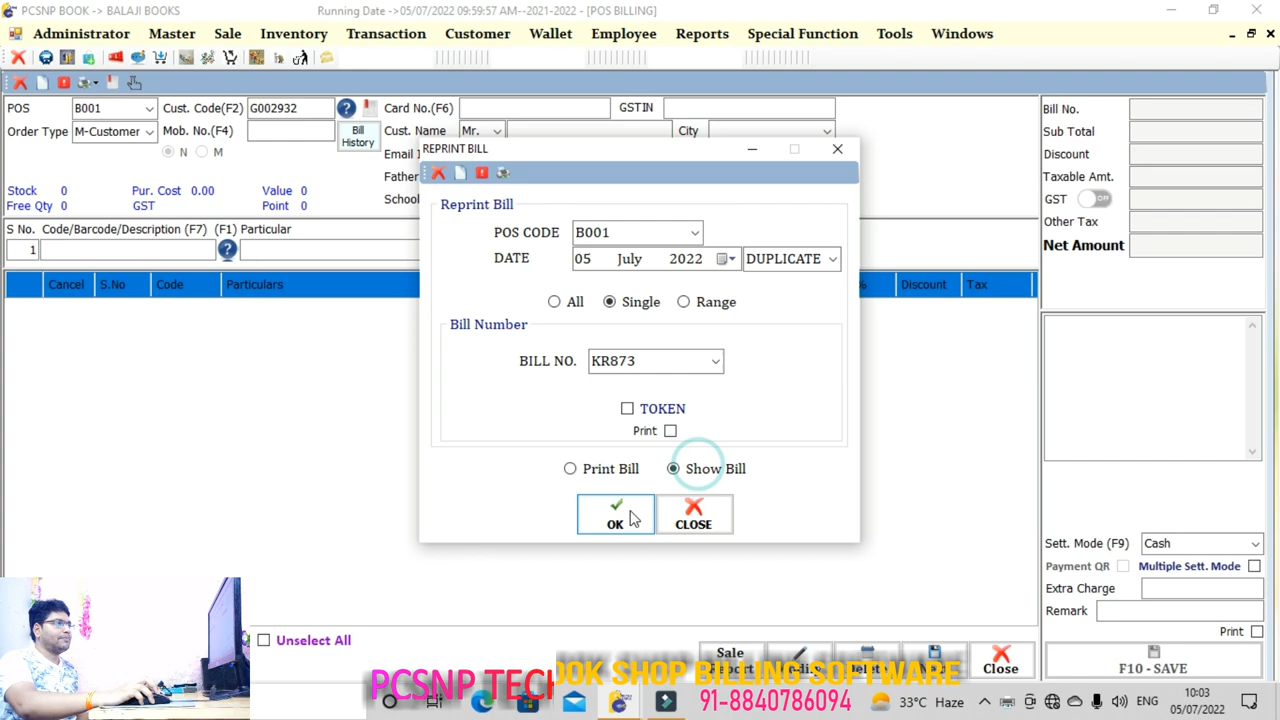 PCSNP BOOK -> BALAJI BOOKS Running Date ->05/07/2022 09:59:57 AM--2021-2022 - [POS BILLING]
Administrator Master Sale Inventory Transaction Customer Wallet Employee Reports Special Function Tools Windows
POS B001 Cust. Code(F2) G002932 Card No.(F6) GSTIN Bill No.
Order Type M-Customer Mob. No.(F4) Bill History Cust. Name Mr. City Sub Total
N M Email Discount
Father Taxable Amt.
Stock 0 Pur. Cost 0.00 Value 0 School GST OFF
Free Qty 0 GST Point 0 Other Tax
S No. Code/Barcode/Description (F7) (F1) Particular Net Amount
1
Cancel S.No Code Particulars % Discount Tax
REPRINT BILL
Reprint Bill
POS CODE B001
DATE 05 July 2022 DUPLICATE
All Single Range
Bill Number
BILL NO. KR873
TOKEN
Print
Print Bill Show Bill
OK CLOSE
Sett. Mode (F9) Cash
Payment QR Multiple Sett. Mode
Extra Charge
Remark
Print
Unselect All
Sale Close F10 - SAVE
PCSNP TECH
OOK SHOP BILLING SOFTWARE
91-8840786094
33°C Haze ENG 10:03
05/07/2022